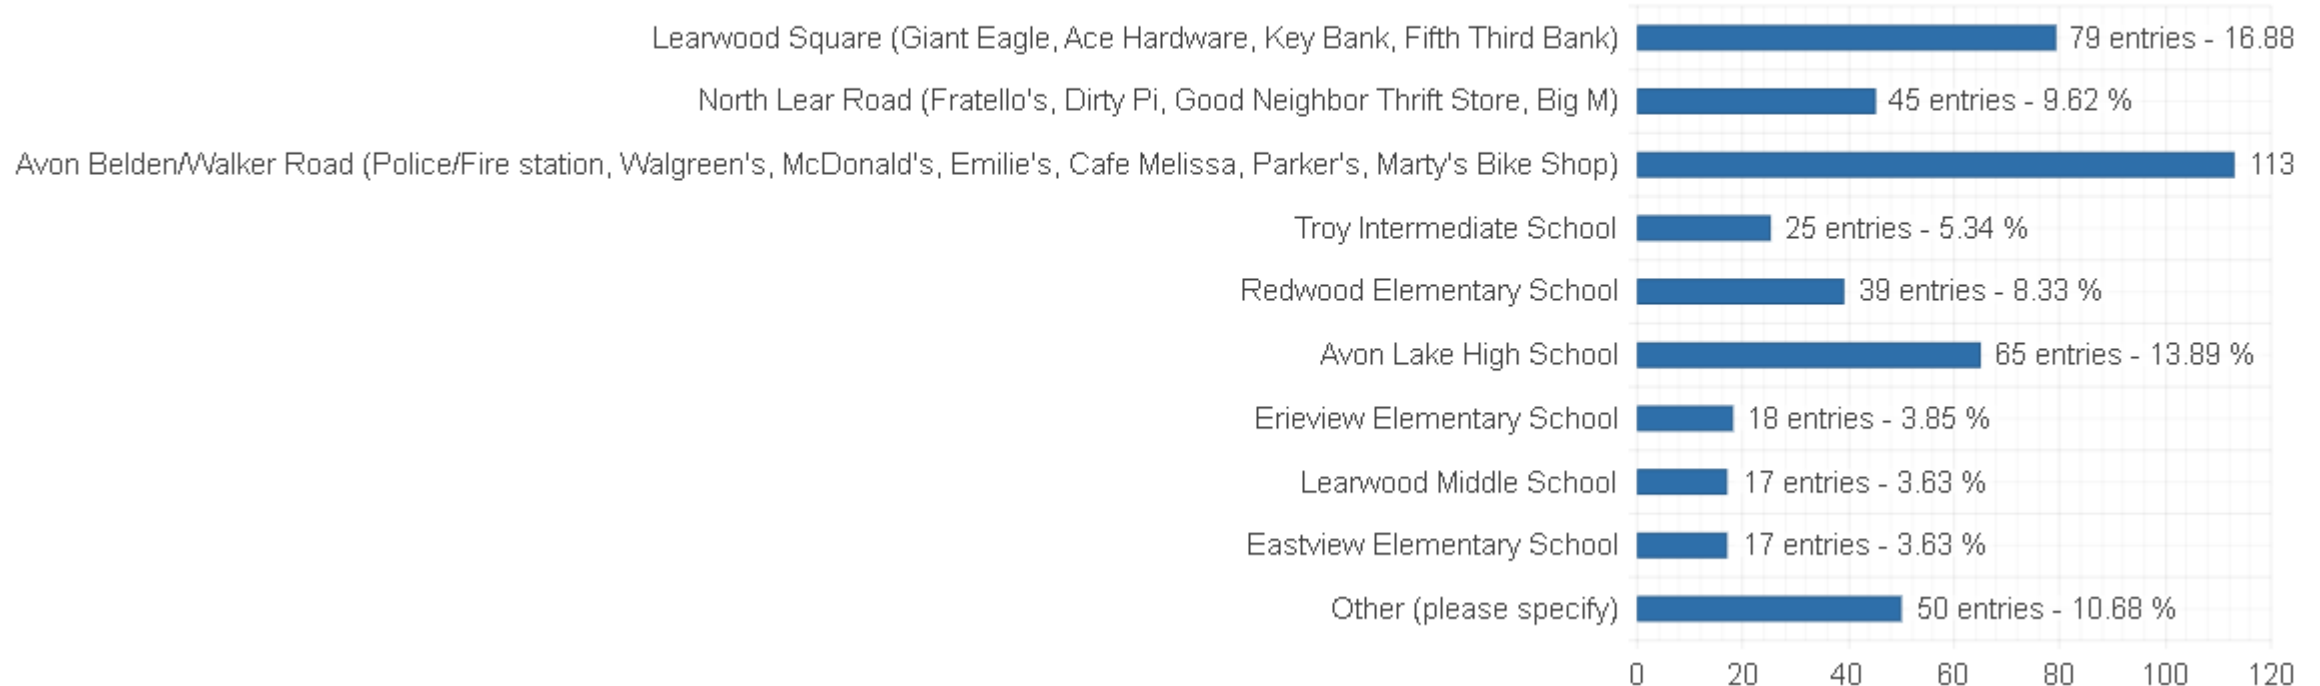 Learwood Square (Giant Eagle, Ace Hardware, Key Bank, Fifth Third Bank) 79 entries - 16.88
North Lear Road (Fratello's, Dirty Pi, Good Neighbor Thrift Store, Big M) 45 entries - 9.62 %
Avon Belden/Walker Road (Police/Fire station, Walgreen's, McDonald's, Emilie's, Cafe Melissa, Parker's, Marty's Bike Shop) 113
Troy Intermediate School 25 entries - 5.34 %
Redwood Elementary School 39 entries - 8.33 %
Avon Lake High School 65 entries - 13.89 %
Erieview Elementary School 18 entries - 3.85 %
Learwood Middle School 17 entries - 3.63 %
Eastview Elementary School 17 entries - 3.63 %
Other (please specify) 50 entries - 10.68 %
0 20 40 60 80 100 120